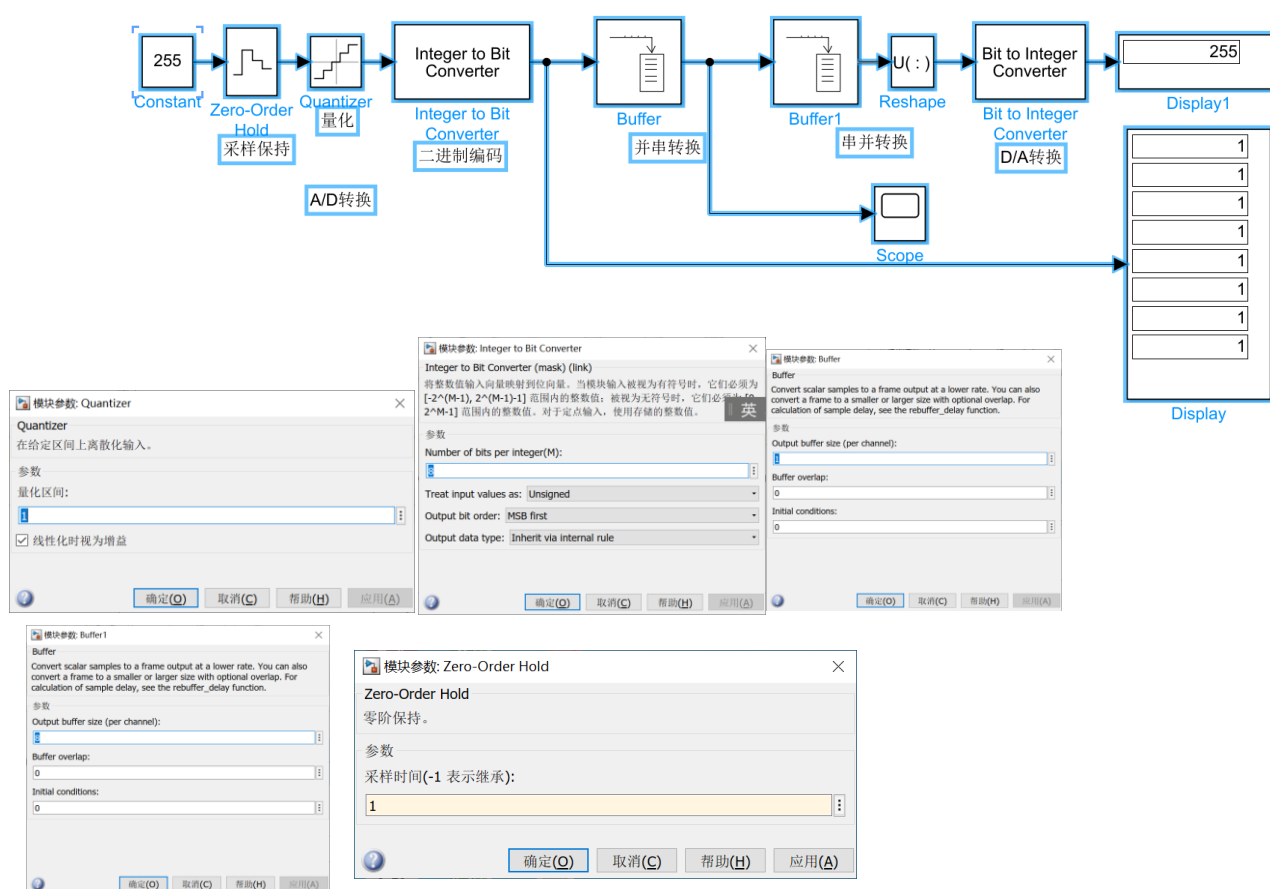 255
Constant
Zero-Order
Hold
采样保持
Quantizer
量化
A/D转换
Integer to Bit
Converter
Integer to Bit
Converter
二进制编码
Buffer
并串转换
Buffer1
串并转换
U( : )
Reshape
Bit to Integer
Converter
Bit to Integer
Converter
D/A转换
255
Display1
Scope
1
1
1
1
1
1
1
1
Display
模块参数: Quantizer
Quantizer
在给定区间上离散化输入。
参数
量化区间:
1
线性化时视为增益
确定(O) 取消(C) 帮助(H) 应用(A)
模块参数: Integer to Bit Converter
Integer to Bit Converter (mask) (link)
将整数值输入向量映射到位向量。当模块输入被视为有符号时，它们必须为
[-2^(M-1), 2^(M-1)-1] 范围内的整数值；被视为无符号时，它们必须为 [0
2^M-1] 范围内的整数值。对于定点输入，使用存储的整数值。
英
参数
Number of bits per integer(M):
8
Treat input values as: Unsigned
Output bit order: MSB first
Output data type: Inherit via internal rule
确定(O) 取消(C) 帮助(H) 应用(A)
模块参数: Buffer
Buffer
Convert scalar samples to a frame output at a lower rate. You can also
convert a frame to a smaller or larger size with optional overlap. For
calculation of sample delay, see the rebuffer_delay function.
参数
Output buffer size (per channel):
1
Buffer overlap:
0
Initial conditions:
0
确定(O) 取消(C) 帮助(H) 应用(A)
模块参数: Buffer1
Buffer
Convert scalar samples to a frame output at a lower rate. You can also
convert a frame to a smaller or larger size with optional overlap. For
calculation of sample delay, see the rebuffer_delay function.
参数
Output buffer size (per channel):
8
Buffer overlap:
0
Initial conditions:
0
确定(O) 取消(C) 帮助(H) 应用(A)
模块参数: Zero-Order Hold
Zero-Order Hold
零阶保持。
参数
采样时间(-1 表示继承):
1
确定(O) 取消(C) 帮助(H) 应用(A)